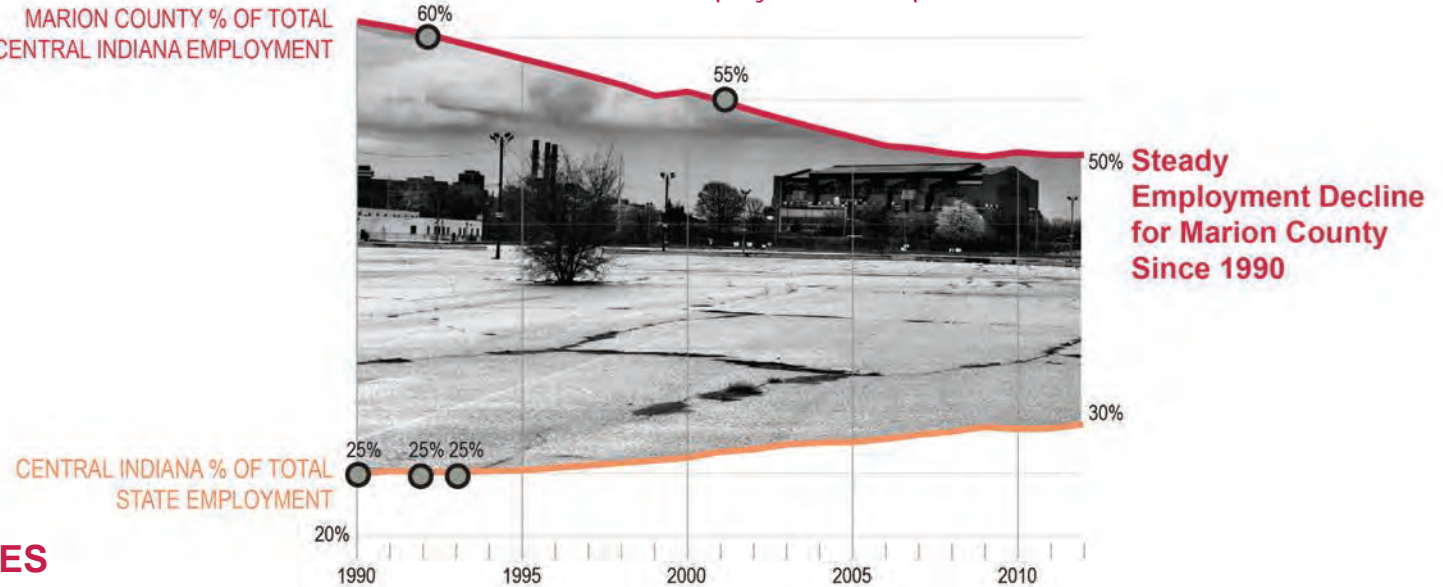 MARION COUNTY % OF TOTAL
CENTRAL INDIANA EMPLOYMENT
60%
55%
50%
Steady
Employment Decline
for Marion County
Since 1990
30%
25%
25%
25%
CENTRAL INDIANA % OF TOTAL
STATE EMPLOYMENT
20%
ES
1990
1995
2000
2005
2010